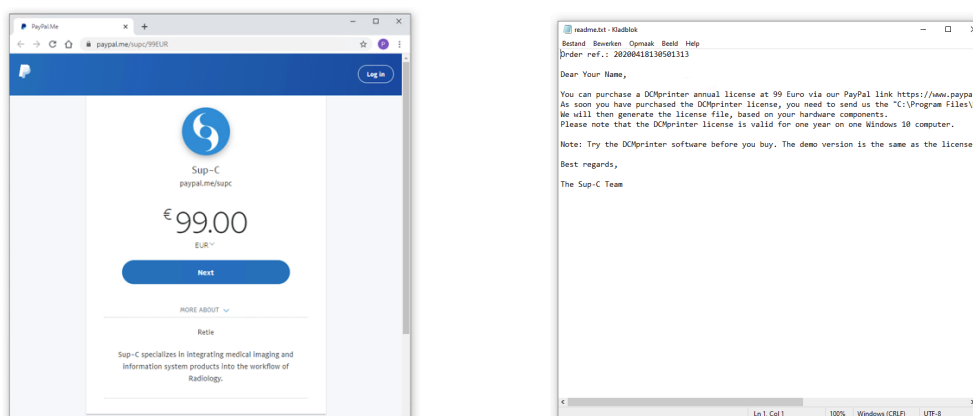 PayPal.Me
paypal.me/supc/99EUR
P
Log in
Sup-C
paypal.me/supc
€99.00
EUR
Next
MORE ABOUT
Retie
Sup-C specializes in integrating medical imaging and
information system products into the workflow of
Radiology.
readme.txt - Kladblok
Bestand Bewerken Opmaak Beeld Help
Order ref.: 20200418130501313
Dear Your Name,
You can purchase a DCMprinter annual license at 99 Euro via our PayPal link https://www.paypa
As soon you have purchased the DCMprinter license, you need to send us the "C:\Program Files\
We will then generate the license file, based on your hardware components.
Please note that the DCMprinter license is valid for one year on one Windows 10 computer.
Note: Try the DCMprinter software before you buy. The demo version is the same as the license
Best regards,
The Sup-C Team
Ln 1, Col 1 100% Windows (CRLF) UTF-8